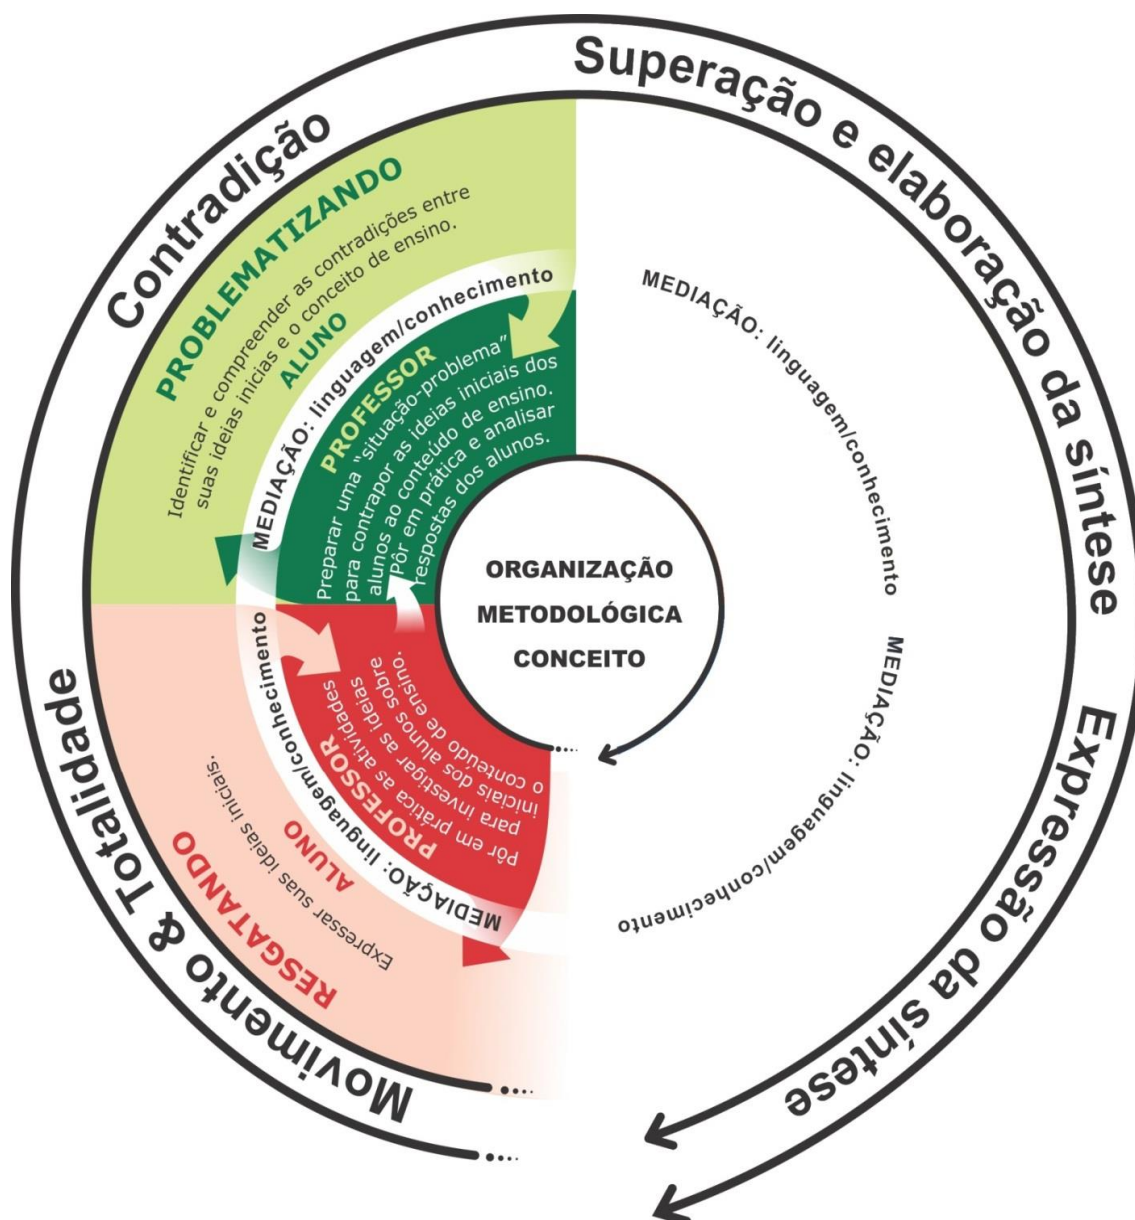 Contradição
Superação e elaboração da síntese
Expressão da síntese
Movimento & Totalidade
PROBLEMATIZANDO
Identificar e compreender as contradições entre
suas ideias inicias e o conceito de ensino.
ALUNO
MEDIAÇÃO: linguagem/conhecimento
PROFESSOR
Preparar uma “situação-problema”
para contrapor as ideias iniciais dos
alunos ao conteúdo de ensino.
Pôr em prática e analisar
respostas dos alunos.
MEDIAÇÃO: linguagem/conhecimento
MEDIAÇÃO: linguagem/conhecimento
ORGANIZAÇÃO
METODOLÓGICA
CONCEITO
RESGATANDO
Expressar suas ideias iniciais.
ALUNO
MEDIAÇÃO: linguagem/conhecimento
PROFESSOR
Pôr em prática as atividades
para investigar as ideias
iniciais dos alunos sobre
o conteúdo de ensino.